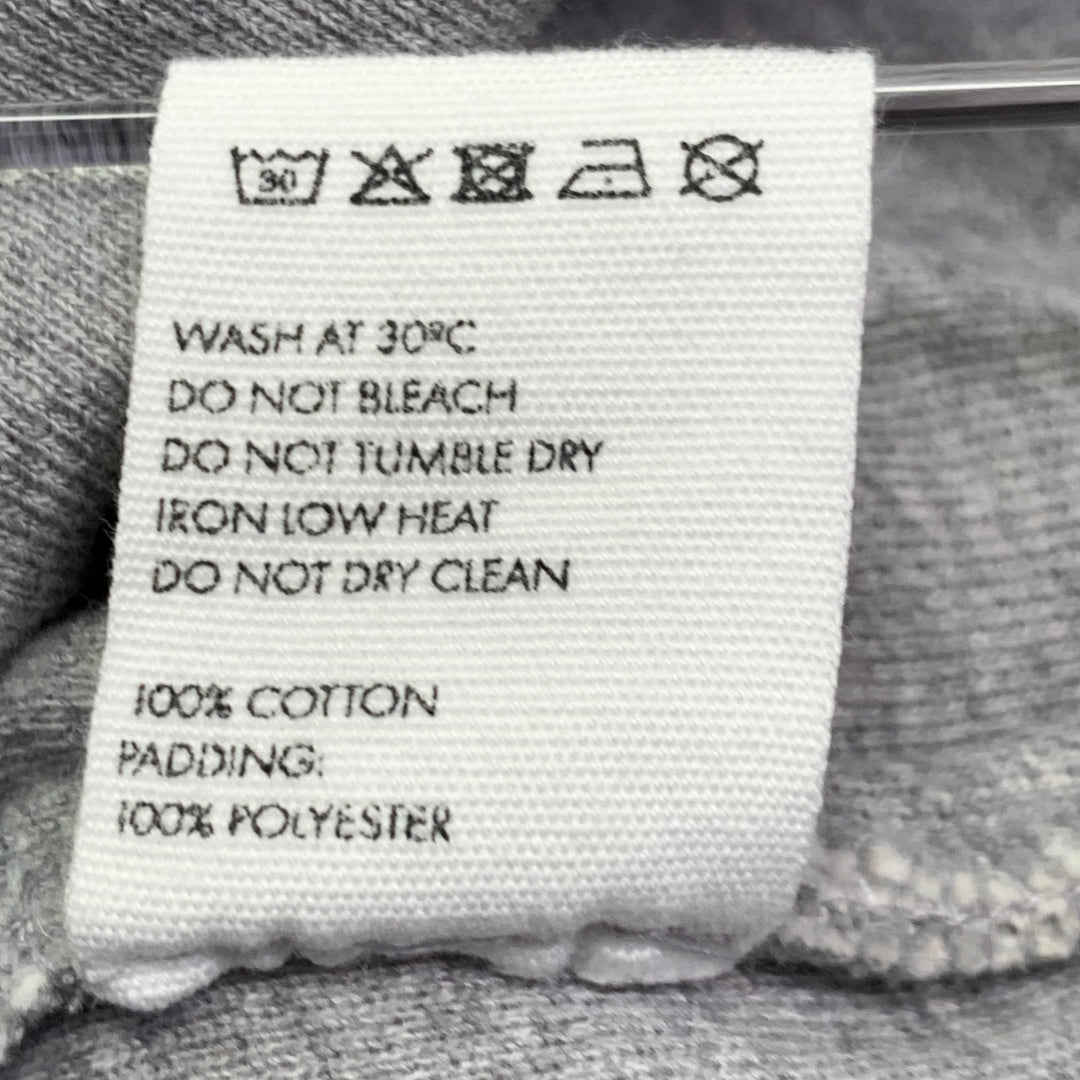 30
WASH AT 30ºC
DO NOT BLEACH
DO NOT TUMBLE DRY
IRON LOW HEAT
DO NOT DRY CLEAN
100% COTTON
PADDING:
100% POLYESTER